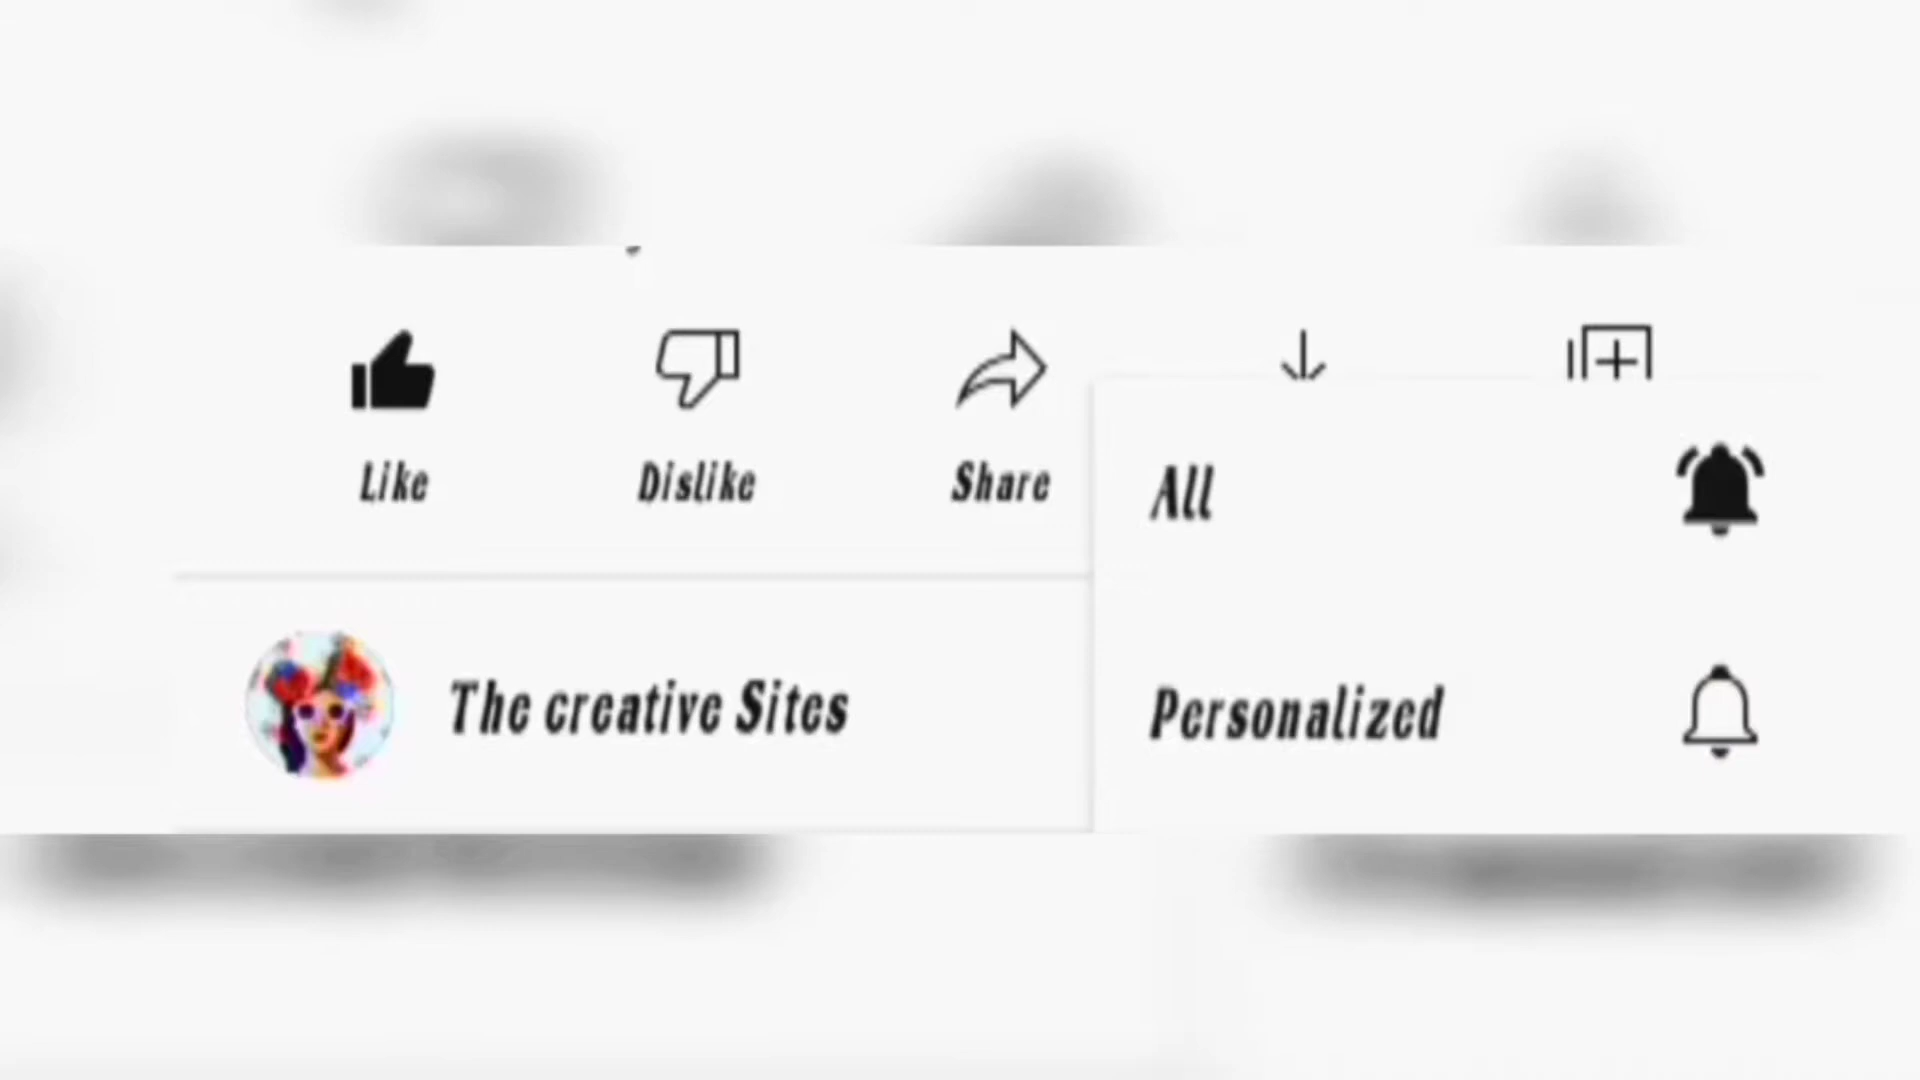 Like
Dislike
Share
The creative Sites
All
Personalized